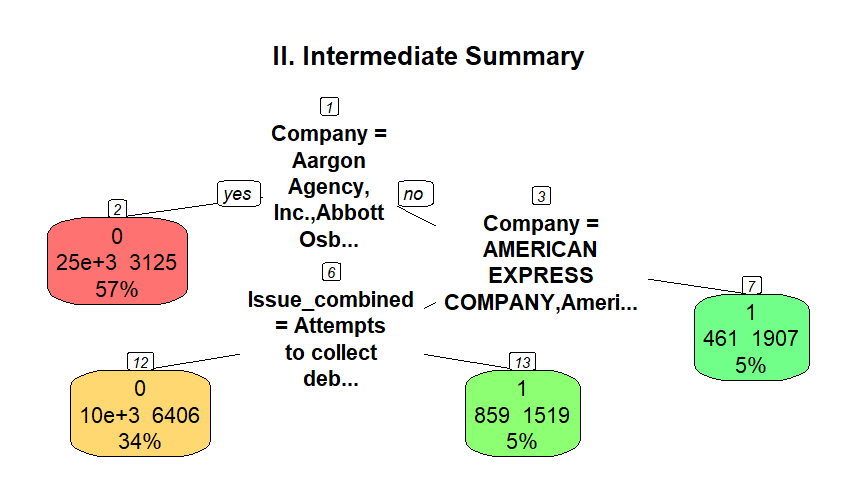 II. Intermediate Summary
1
Company =
Aargon
Agency,
Inc.,Abbott
Osb...
yes
no
2
0
25e+3 3125
57%
3
Company =
AMERICAN
EXPRESS
COMPANY,Ameri...
6
Issue_combined
= Attempts
to collect
deb...
7
1
461 1907
5%
12
0
10e+3 6406
34%
13
1
859 1519
5%